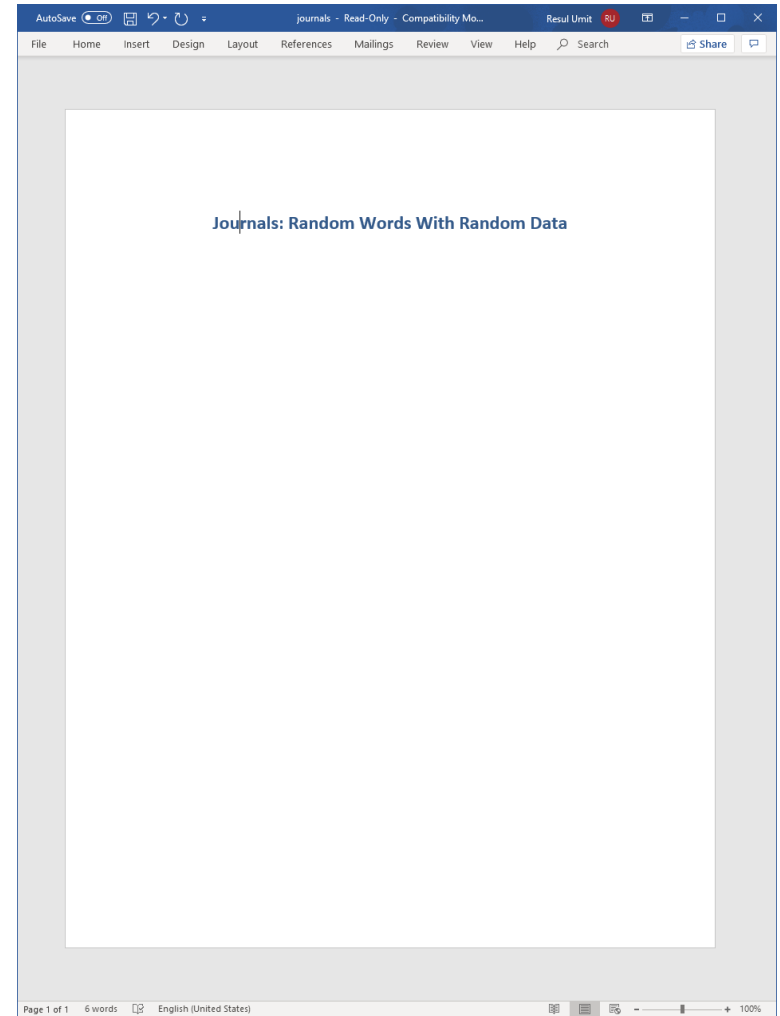 AutoSave Off journals - Read-Only - Compatibility Mo... Resul Umit RU
File Home Insert Design Layout References Mailings Review View Help Search Share
Journals: Random Words With Random Data
Page 1 of 1 6 words English (United States) - + 100%